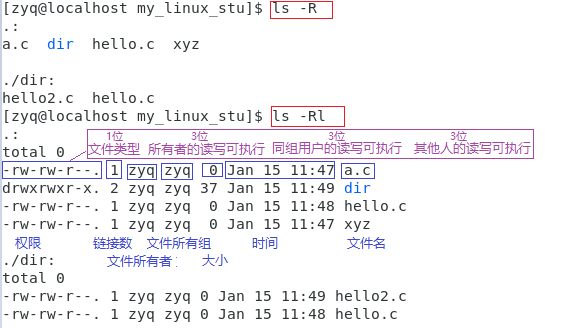 [zyq@localhost my_linux_stu]$ ls -R
.:
a.c  dir  hello.c  xyz
./dir:
hello2.c  hello.c
[zyq@localhost my_linux_stu]$ ls -Rl
.:
1位 3位 3位 3位
total 0 文件类型 所有者的读写可执行 同组用户的读写可执行 其他人的读写可执行
-rw-rw-r--. 1 zyq zyq  0 Jan 15 11:47 a.c
drwxrwxr-x. 2 zyq zyq 37 Jan 15 11:49 dir
-rw-rw-r--. 1 zyq zyq  0 Jan 15 11:48 hello.c
-rw-rw-r--. 1 zyq zyq  0 Jan 15 11:47 xyz
权限 链接数 文件所有组 时间 文件名
./dir: 文件所有者： 大小
total 0
-rw-rw-r--. 1 zyq zyq 0 Jan 15 11:49 hello2.c
-rw-rw-r--. 1 zyq zyq 0 Jan 15 11:48 hello.c